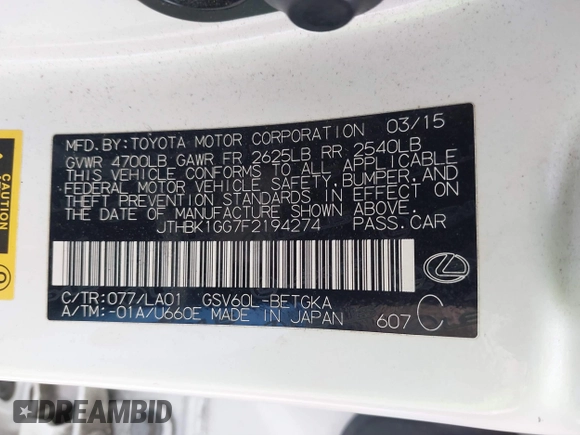 MFD.BY:TOYOTA MOTOR CORPORATION 03/15
GVWR 4700LB GAWR FR 2625LB RR 2540LB
THIS VEHICLE CONFORMS TO ALL APPLICABLE
FEDERAL MOTOR VEHICLE SAFETY,BUMPER,AND
THEFT PREVENTION STANDARDS IN EFFECT ON
THE DATE OF MANUFACTURE SHOWN ABOVE.
JTHBK1GG7F2194274 PASS.CAR
C/TR:077/LA01 GSV60L-BETGKA
A/TM:-01A/U660E MADE IN JAPAN 607 C
CAUTION
DREAMBID